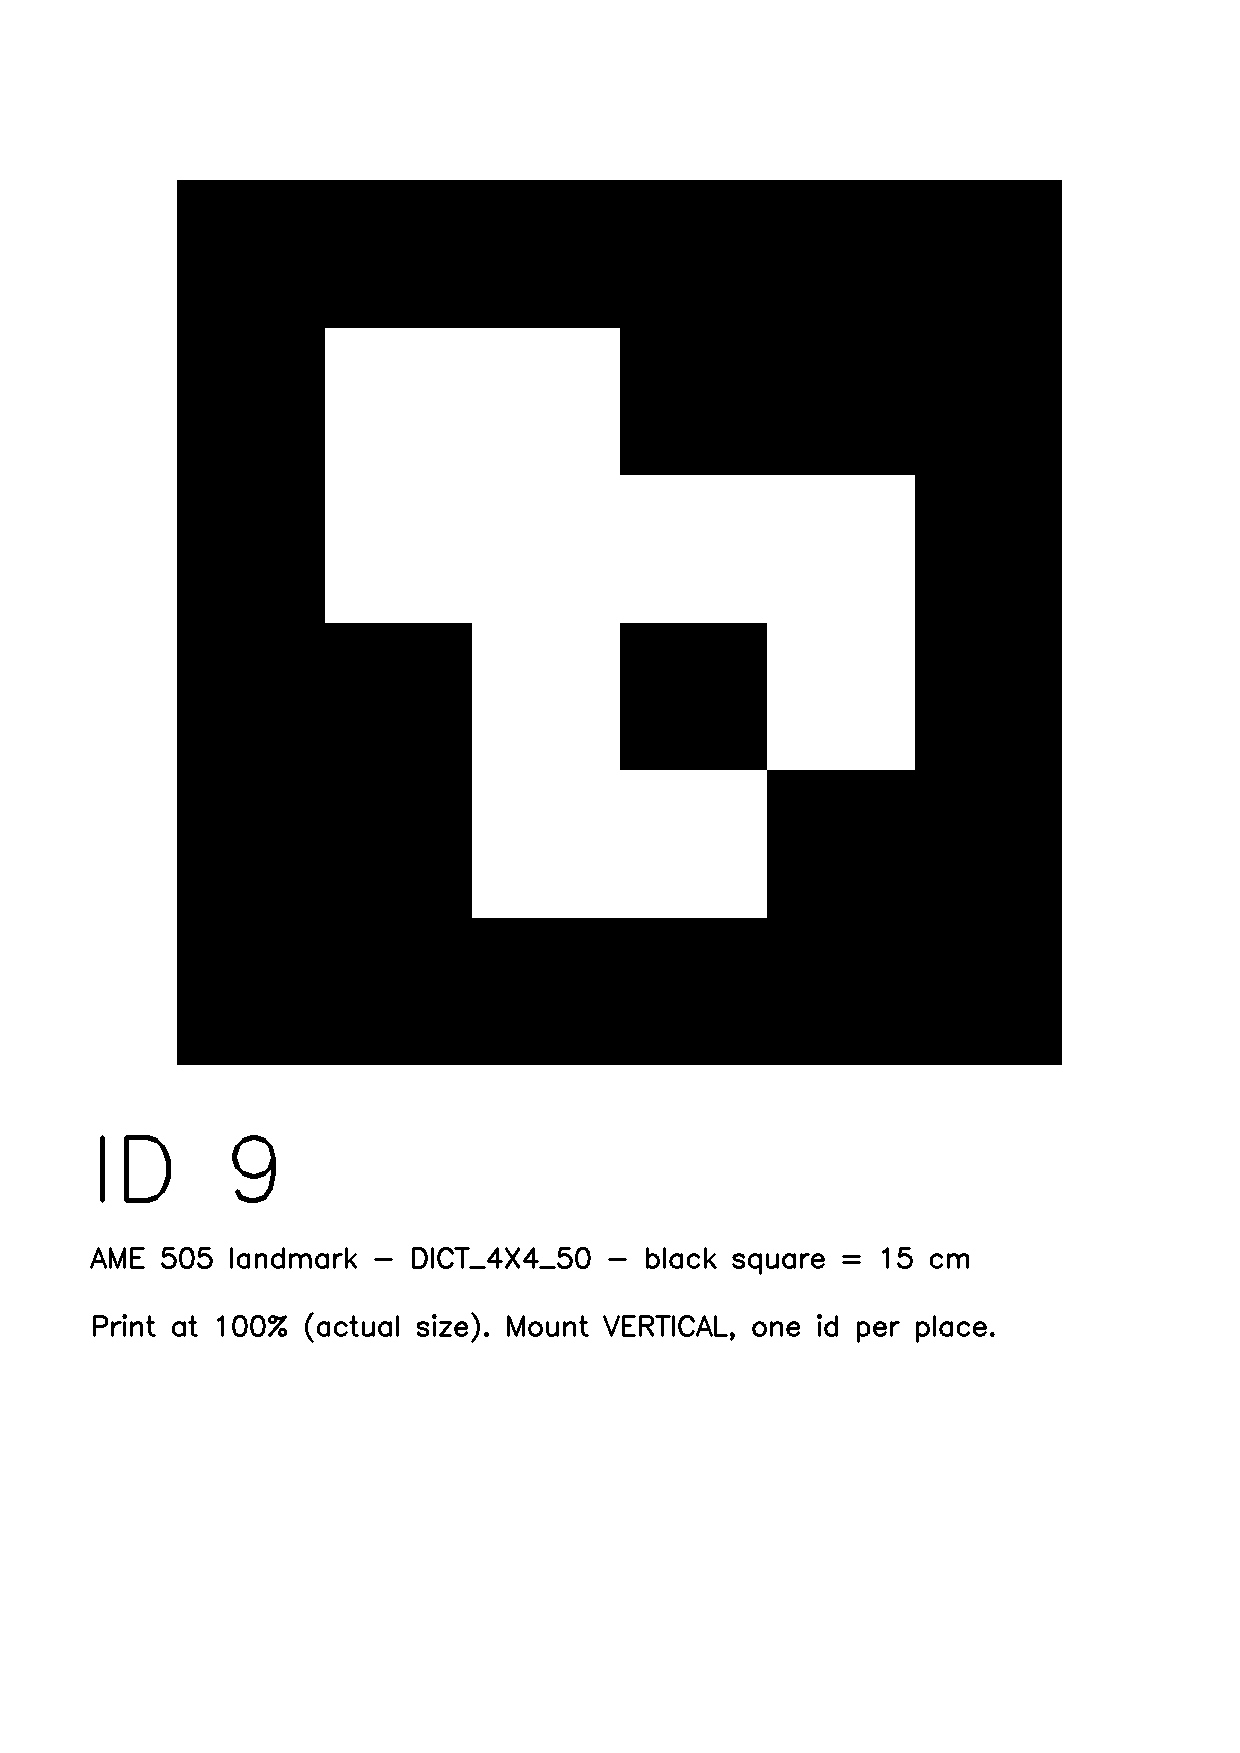 ID 9
AME 505 landmark - DICT_4X4_50 - black square = 15 cm
Print at 100% (actual size). Mount VERTICAL, one id per place.